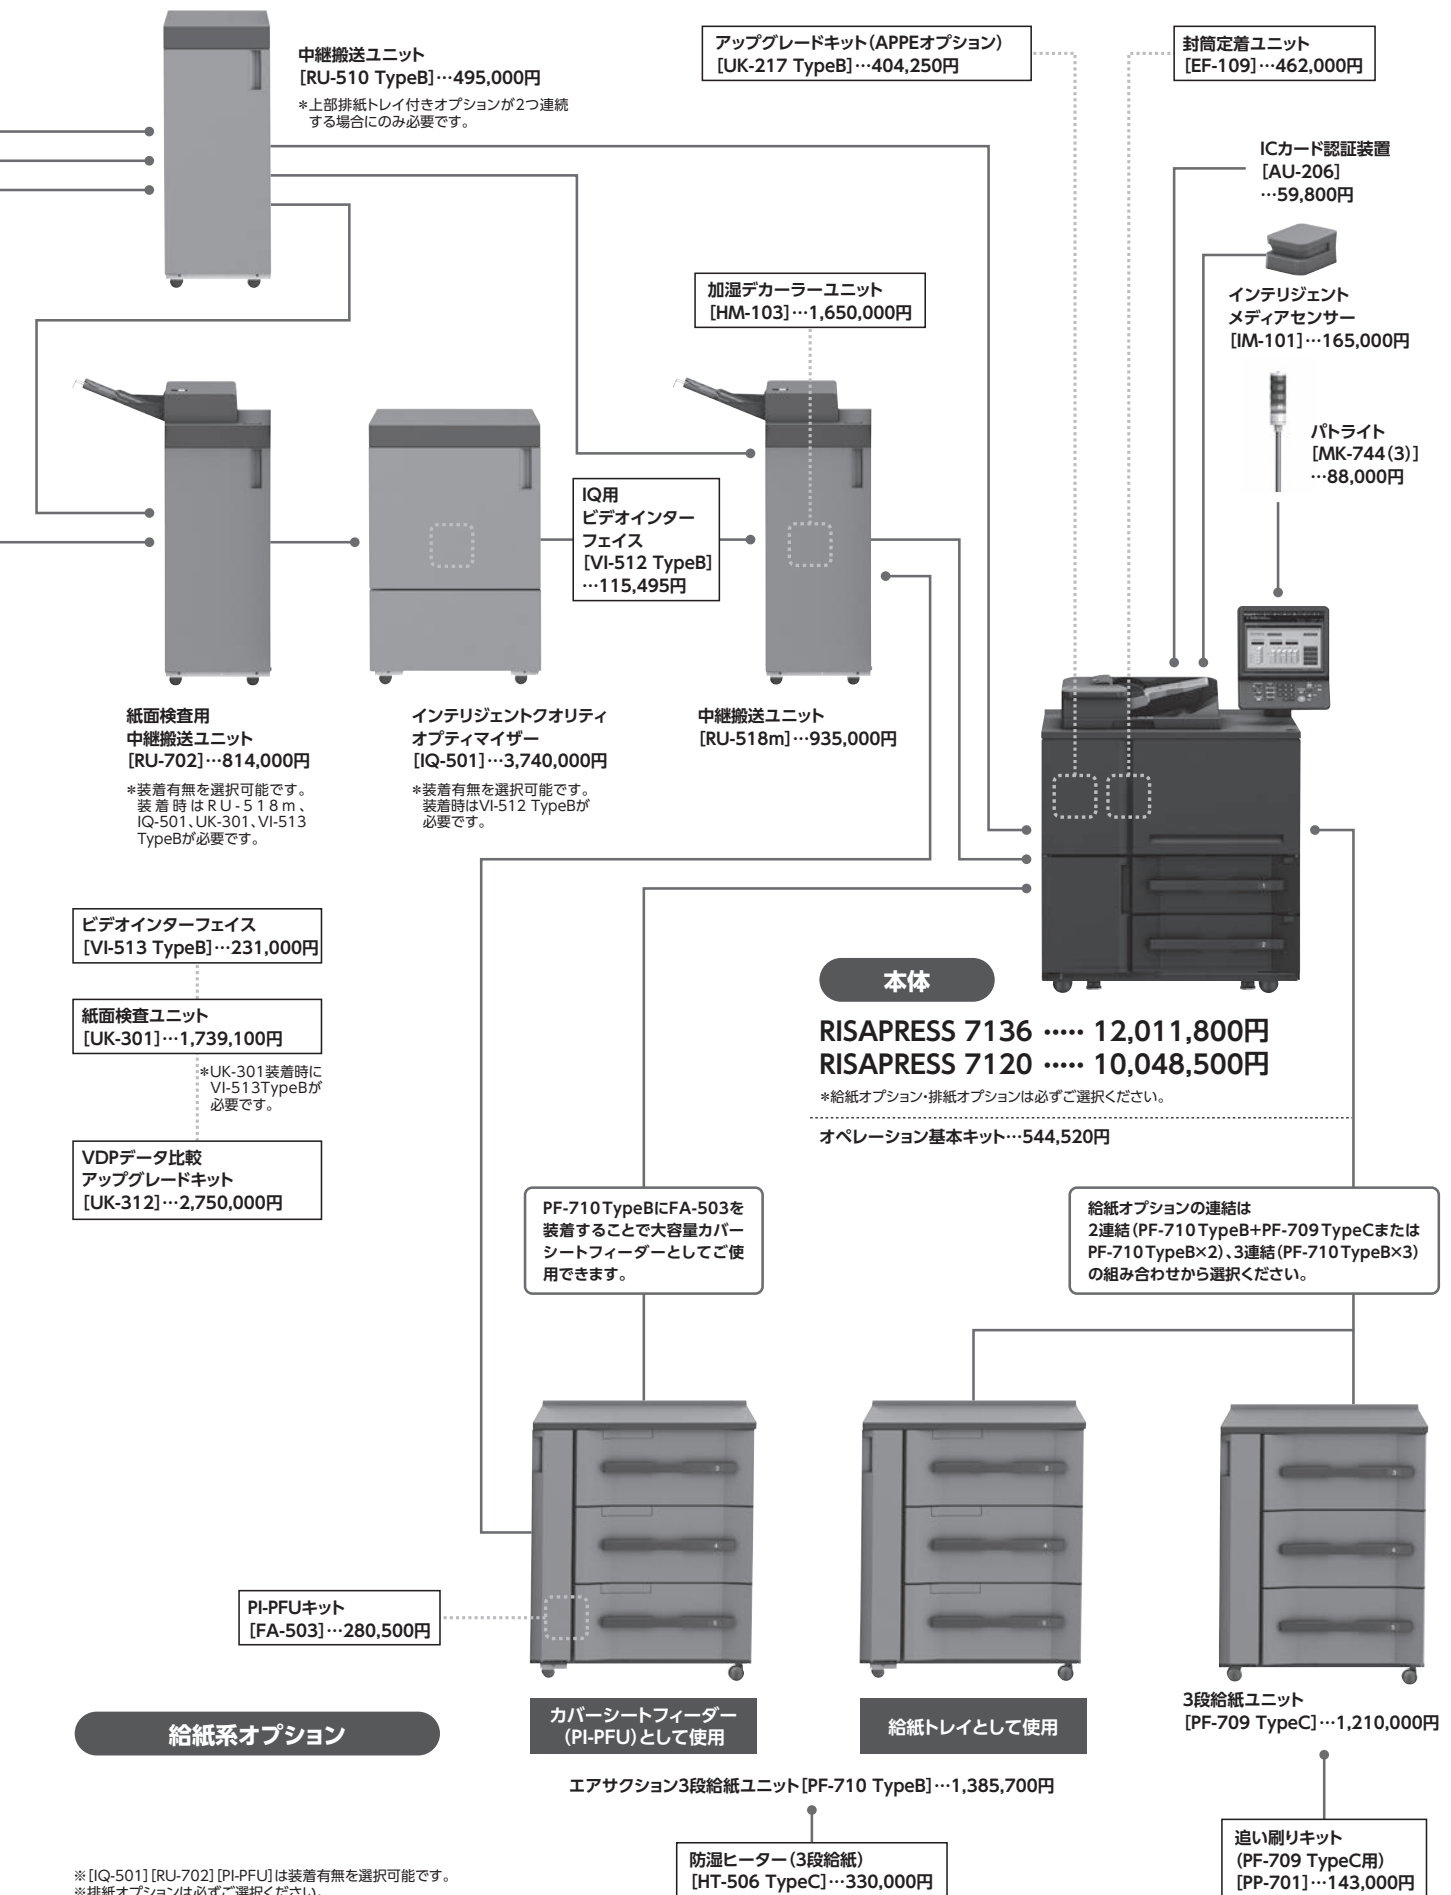 中継搬送ユニット
[RU-510 TypeB]…495,000円
*上部排紙トレイ付きオプションが2つ連続
する場合にのみ必要です。
アップグレードキット(APPEオプション)
[UK-217 TypeB]…404,250円
封筒定着ユニット
[EF-109]…462,000円
ICカード認証装置
[AU-206]
…59,800円
インテリジェント
メディアセンサー
[IM-101]…165,000円
パトライト
[MK-744(3)]
…88,000円
加湿デカーラーユニット
[HM-103]…1,650,000円
IQ用
ビデオインター
フェイス
[VI-512 TypeB]
…115,495円
紙面検査用
中継搬送ユニット
[RU-702]…814,000円
*装着有無を選択可能です。
装着時はRU-518m、
IQ-501、UK-301、VI-513
TypeBが必要です。
インテリジェントクオリティ
オプティマイザー
[IQ-501]…3,740,000円
*装着有無を選択可能です。
装着時はVI-512 TypeBが
必要です。
中継搬送ユニット
[RU-518m]…935,000円
ビデオインターフェイス
[VI-513 TypeB]…231,000円
紙面検査ユニット
[UK-301]…1,739,100円
*UK-301装着時に
VI-513TypeBが
必要です。
VDPデータ比較
アップグレードキット
[UK-312]…2,750,000円
本体
RISAPRESS 7136 ····· 12,011,800円
RISAPRESS 7120 ····· 10,048,500円
*給紙オプション・排紙オプションは必ずご選択ください。
オペレーション基本キット…544,520円
PF-710TypeBにFA-503を
装着することで大容量カバー
シートフィーダーとしてご使
用できます。
給紙オプションの連結は
2連結(PF-710TypeB+PF-709TypeCまたは
PF-710TypeB×2)、3連結(PF-710TypeB×3)
の組み合わせから選択ください。
PI-PFUキット
[FA-503]…280,500円
給紙系オプション
カバーシートフィーダー
(PI-PFU)として使用
給紙トレイとして使用
3段給紙ユニット
[PF-709 TypeC]…1,210,000円
エアサクション3段給紙ユニット[PF-710 TypeB]…1,385,700円
防湿ヒーター(3段給紙)
[HT-506 TypeC]…330,000円
追い刷りキット
(PF-709 TypeC用)
[PP-701]…143,000円
※[IQ-501][RU-702][PI-PFU]は装着有無を選択可能です。
※排紙オプションは必ずご選択ください。